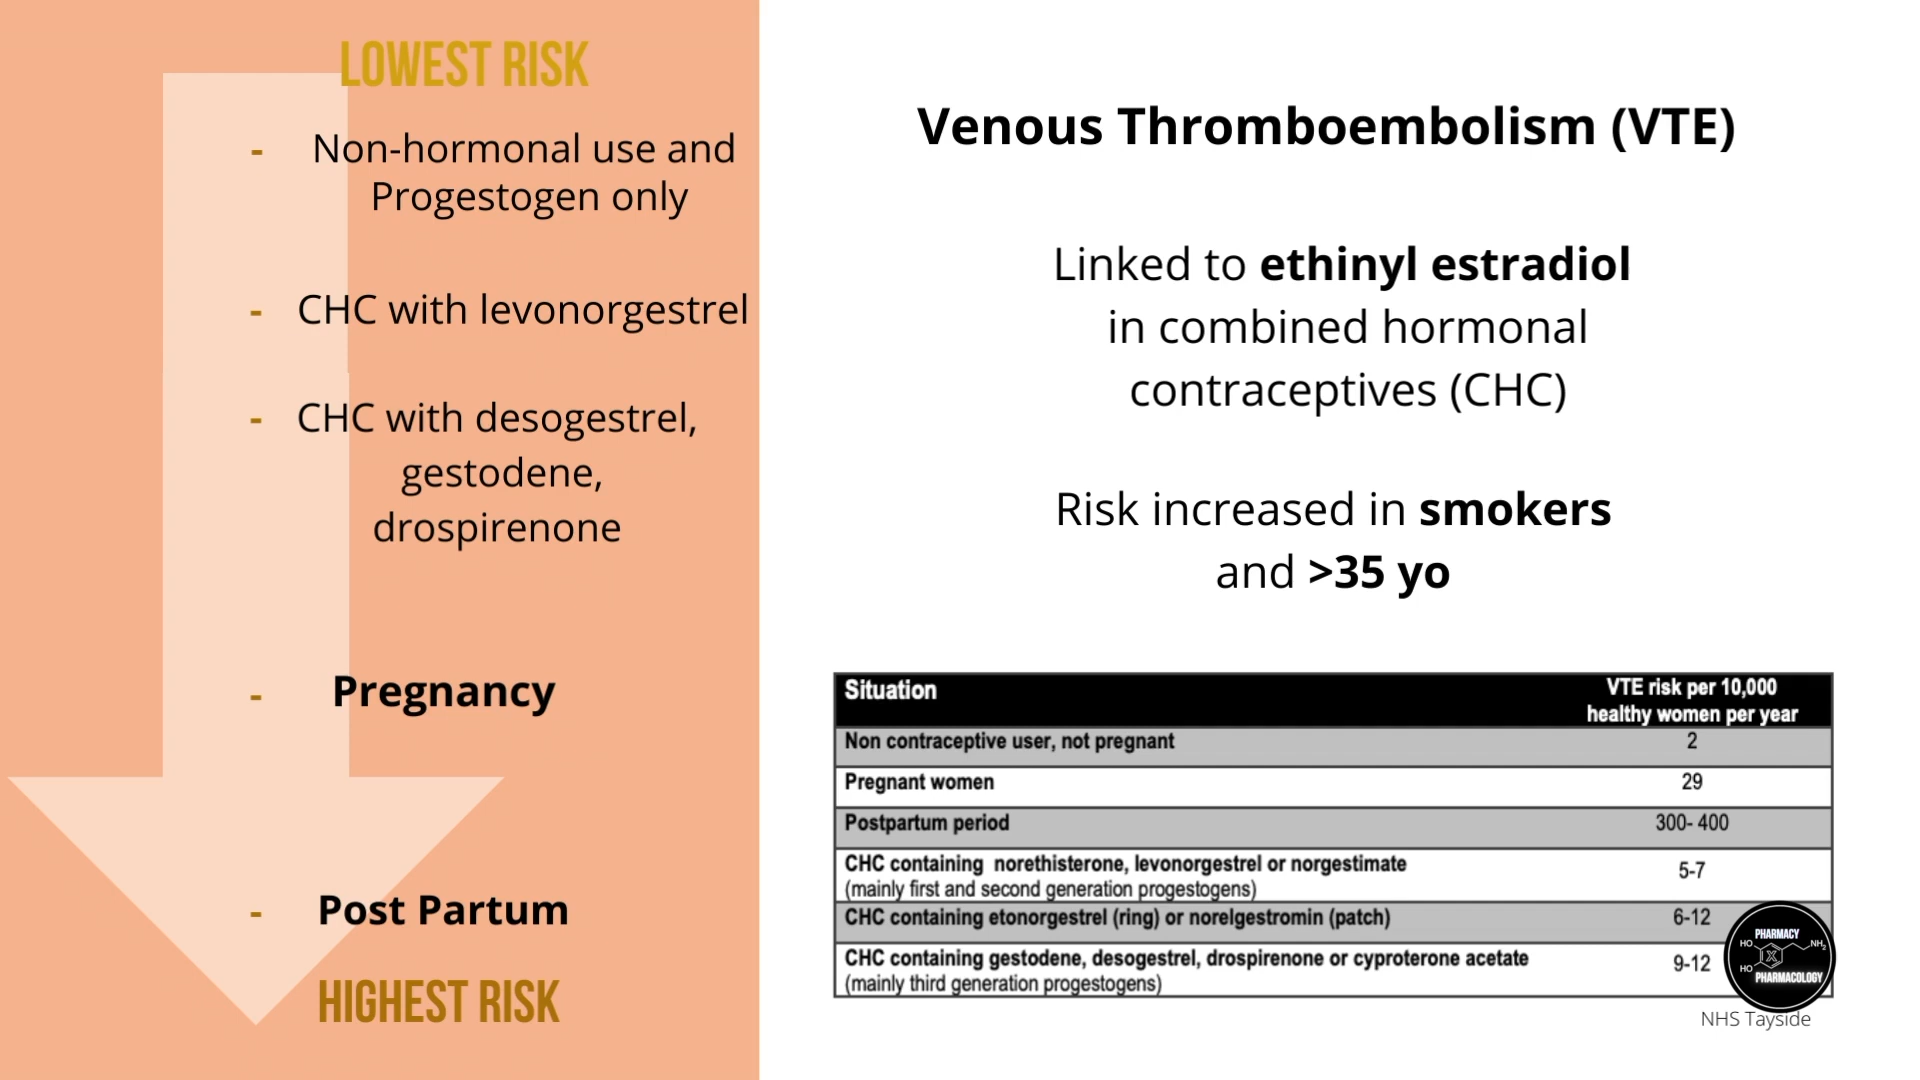 LOWEST RISK
- Non-hormonal use and
Progestogen only
- CHC with levonorgestrel
- CHC with desogestrel,
gestodene,
drospirenone
- Pregnancy
- Post Partum
HIGHEST RISK
Venous Thromboembolism (VTE)
Linked to ethinyl estradiol
in combined hormonal
contraceptives (CHC)
Risk increased in smokers
and >35 yo
Situation VTE risk per 10,000
healthy women per year
Non contraceptive user, not pregnant 2
Pregnant women 29
Postpartum period 300- 400
CHC containing norethisterone, levonorgestrel or norgestimate 5-7
(mainly first and second generation progestogens)
CHC containing etonorgestrel (ring) or norelgestromin (patch) 6-12
CHC containing gestodene, desogestrel, drospirenone or cyproterone acetate 9-12
(mainly third generation progestogens)
PHARMACY
HO NH2
X
HO
PHARMACOLOGY
NHS Tayside